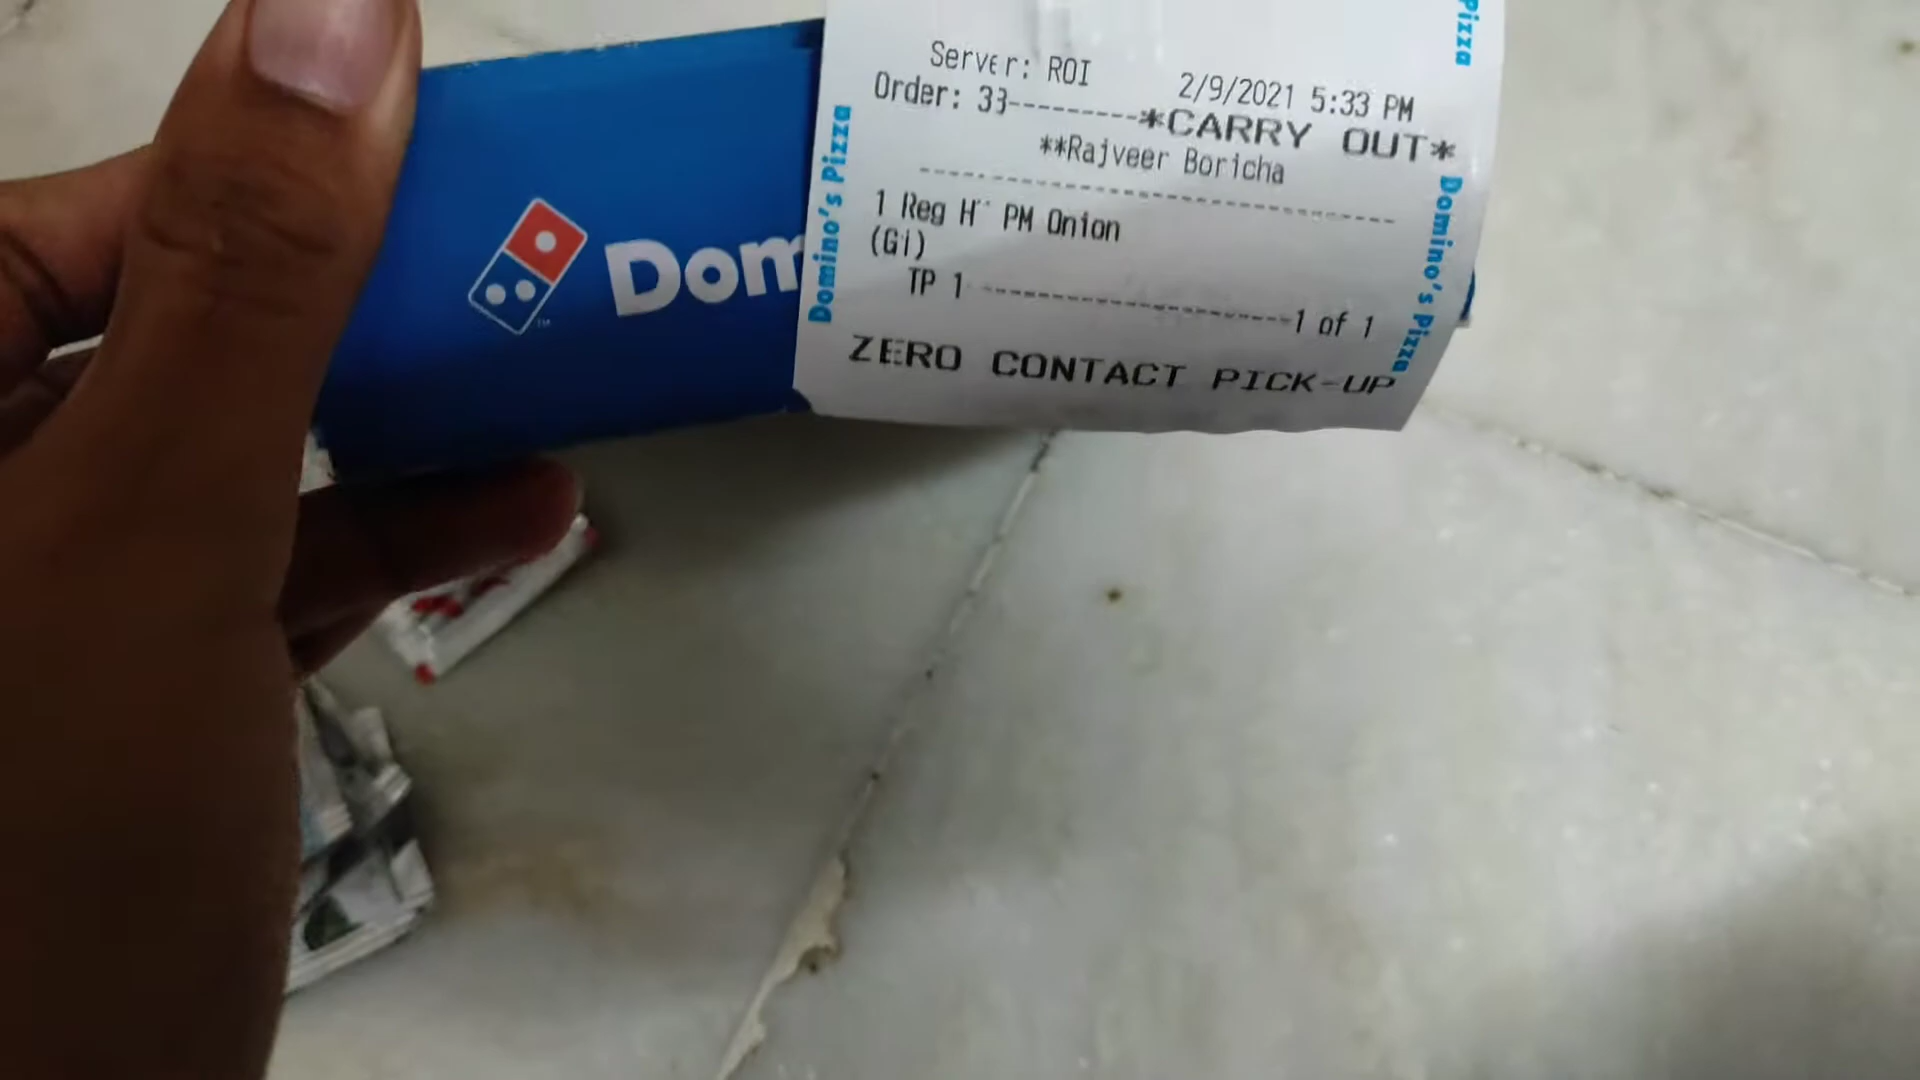 Pizza
Server: ROI 2/9/2021 5:33 PM
Order: 33---------*CARRY OUT*
**Rajveer Boricha
1 Reg PM Onion
(Gi)
TP 1---------------------------1 of 1
ZERO CONTACT PICK-UP
Domino's Pizza
Domino's Pizza
Dom
TM